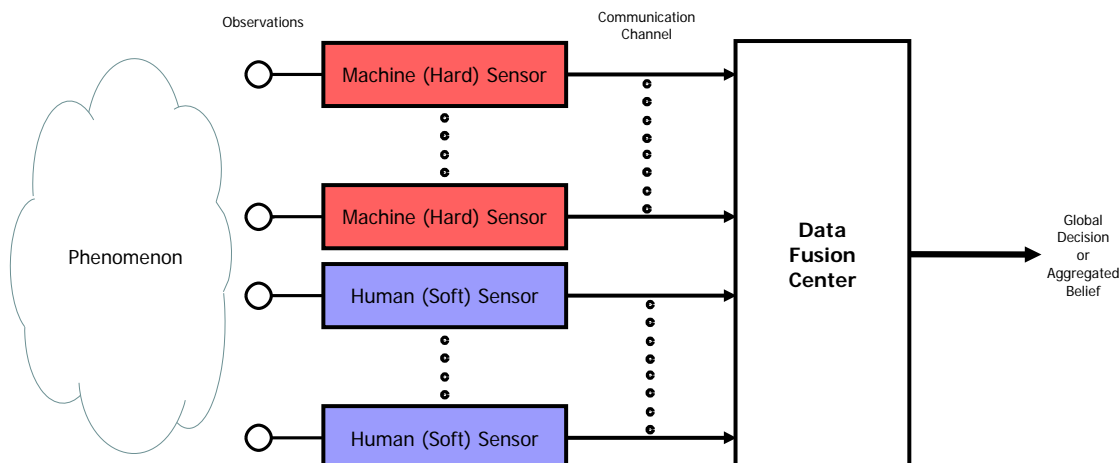 Observations
Communication
Channel
Machine (Hard) Sensor
Machine (Hard) Sensor
Phenomenon
Human (Soft) Sensor
Human (Soft) Sensor
Data
Fusion
Center
Global
Decision
or
Aggregated
Belief